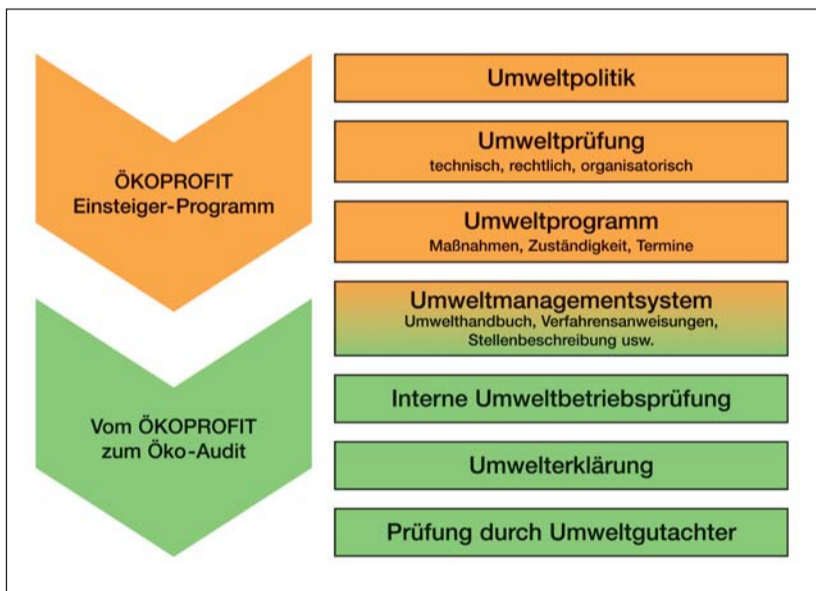 ÖKOPROFIT
Einsteiger-Programm
Vom ÖKOPROFIT
zum Öko-Audit
Umweltpolitik
Umweltprüfung
technisch, rechtlich, organisatorisch
Umweltprogramm
Maßnahmen, Zuständigkeit, Termine
Umweltmanagementsystem
Umwelthandbuch, Verfahrensanweisungen,
Stellenbeschreibung usw.
Interne Umweltbetriebsprüfung
Umwelterklärung
Prüfung durch Umweltgutachter